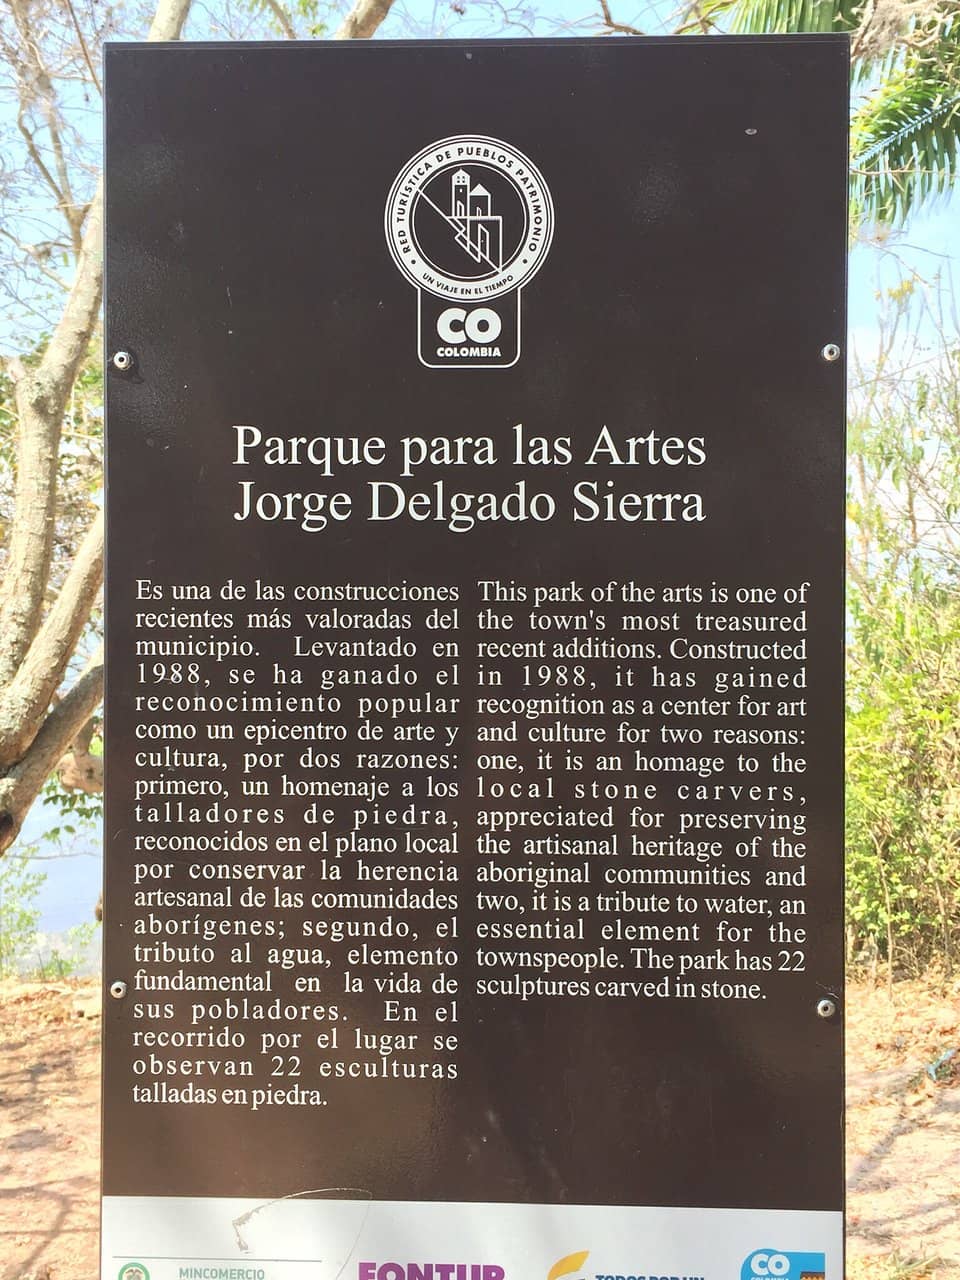 RED TURÍSTICA DE PUEBLOS PATRIMONIO
UN VIAJE EN EL TIEMPO
CO
COLOMBIA
Parque para las Artes
Jorge Delgado Sierra
Es una de las construcciones
recientes más valoradas del
municipio. Levantado en
1988, se ha ganado el
reconocimiento popular
como un epicentro de arte y
cultura, por dos razones:
primero, un homenaje a los
talladores de piedra,
reconocidos en el plano local
por conservar la herencia
artesanal de las comunidades
aborígenes; segundo, el
tributo al agua, elemento
fundamental en la vida de
sus pobladores. En el
recorrido por el lugar se
observan 22 esculturas
talladas en piedra.
This park of the arts is one of
the town's most treasured
recent additions. Constructed
in 1988, it has gained
recognition as a center for art
and culture for two reasons:
one, it is an homage to the
local stone carvers,
appreciated for preserving
the artisanal heritage of the
aboriginal communities and
two, it is a tribute to water, an
essential element for the
townspeople. The park has 22
sculptures carved in stone.
MINCOMERCIO
FONTUR
TODOS POR UN
CO